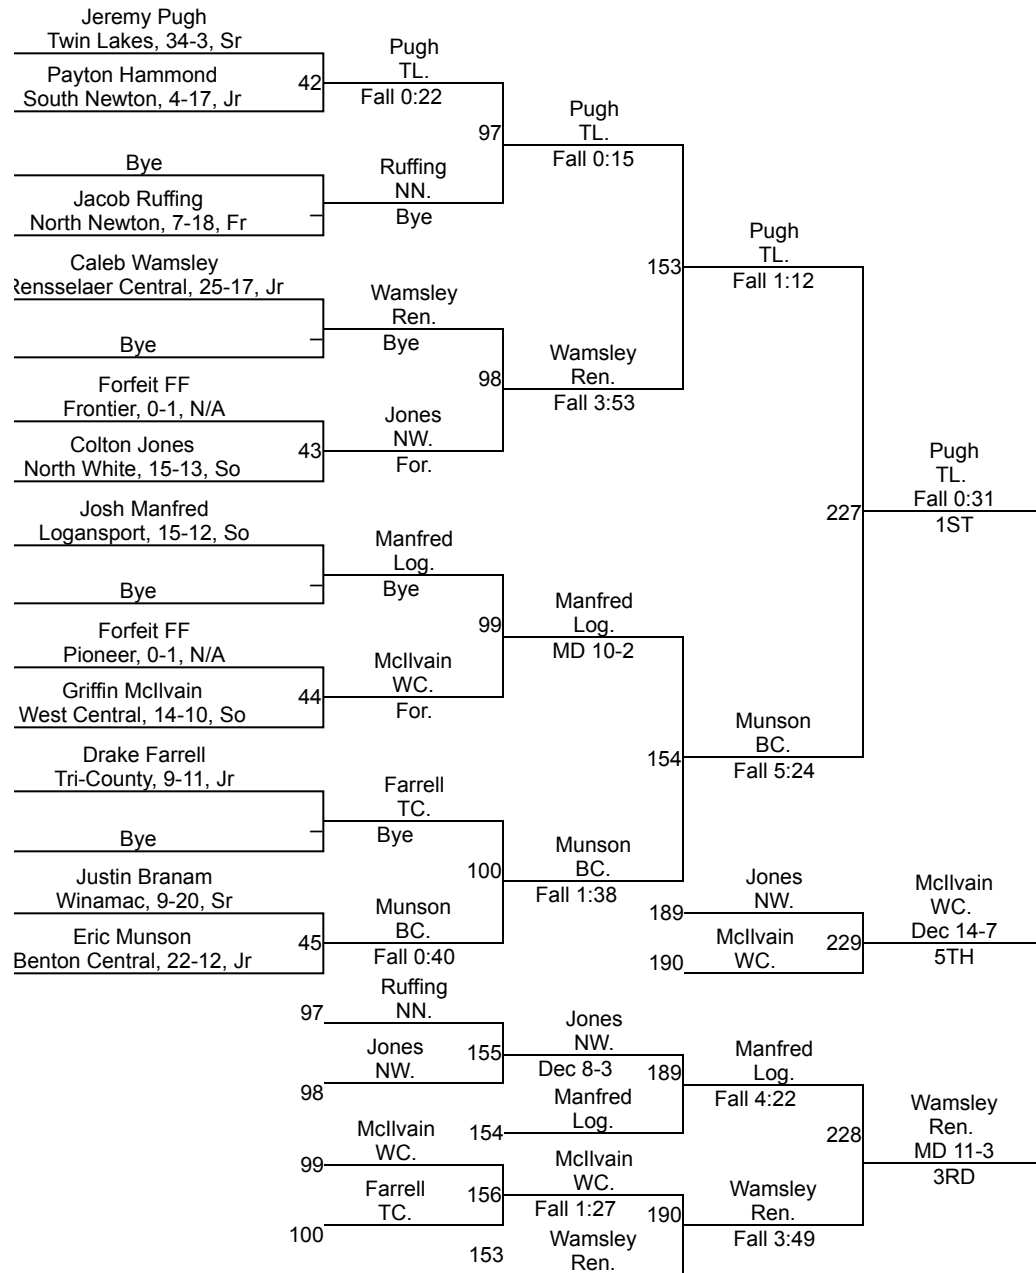 Jeremy Pugh
Twin Lakes, 34-3, Sr
42
Payton Hammond
South Newton, 4-17, Jr
Pugh
TL.
Fall 0:22
97
Bye
Jacob Ruffing
North Newton, 7-18, Fr
Ruffing
NN.
Bye
Pugh
TL.
Fall 0:15
153
Caleb Wamsley
Rensselaer Central, 25-17, Jr
Bye
Wamsley
Ren.
Bye
98
Forfeit FF
Frontier, 0-1, N/A
Colton Jones
North White, 15-13, So
43
Jones
NW.
For.
Wamsley
Ren.
Fall 3:53
Pugh
TL.
Fall 1:12
227
Josh Manfred
Logansport, 15-12, So
Bye
Manfred
Log.
Bye
99
Forfeit FF
Pioneer, 0-1, N/A
Griffin McIlvain
West Central, 14-10, So
44
McIlvain
WC.
For.
Manfred
Log.
MD 10-2
154
Drake Farrell
Tri-County, 9-11, Jr
Bye
Farrell
TC.
Bye
100
Justin Branam
Winamac, 9-20, Sr
Eric Munson
Benton Central, 22-12, Jr
45
Munson
BC.
Fall 0:40
Munson
BC.
Fall 1:38
Munson
BC.
Fall 5:24
Pugh
TL.
Fall 0:31
1ST
189
Jones
NW.
190
McIlvain
WC.
229
McIlvain
WC.
Dec 14-7
5TH
97
Ruffing
NN.
98
Jones
NW.
155
Jones
NW.
Dec 8-3
154
Manfred
Log.
189
Manfred
Log.
Fall 4:22
228
99
McIlvain
WC.
100
Farrell
TC.
156
McIlvain
WC.
Fall 1:27
153
Wamsley
Ren.
190
Wamsley
Ren.
Fall 3:49
Wamsley
Ren.
MD 11-3
3RD